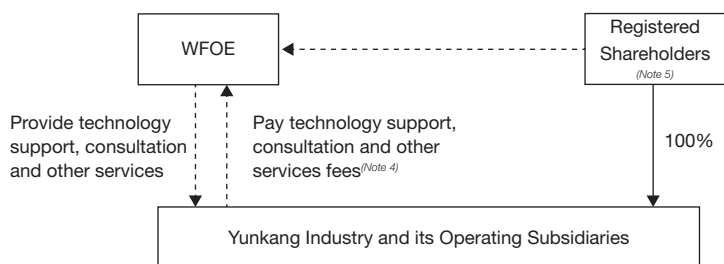 WFOE
Registered
Shareholders
(Note 5)
Provide technology
support, consultation
and other services
Pay technology support,
consultation and other
services fees(Note 4)
100%
Yunkang Industry and its Operating Subsidiaries